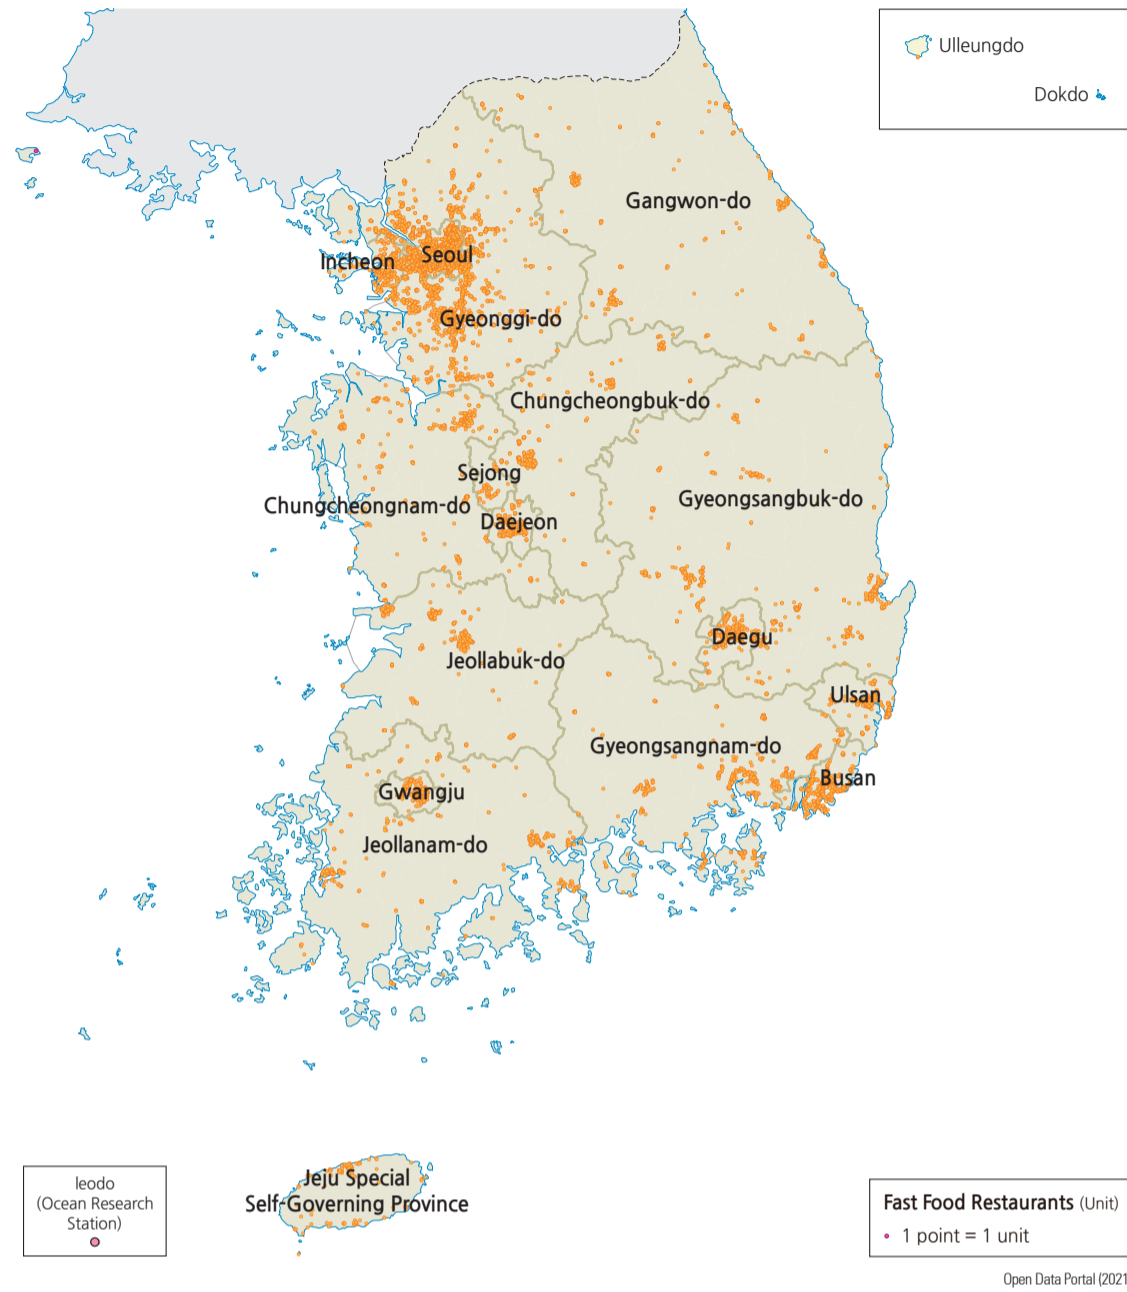 Ulleungdo
Dokdo
Gangwon-do
Incheon
Seoul
Gyeonggi-do
Chungcheongbuk-do
Sejong
Gyeongsangbuk-do
Chungcheongnam-do
Daejeon
Daegu
Jeollabuk-do
Ulsan
Gyeongsangnam-do
Busan
Gwangju
Jeollanam-do
Jeju Special
Self-Governing Province
Ieodo
(Ocean Research
Station)
Fast Food Restaurants (Unit)
1 point = 1 unit
Open Data Portal (2021